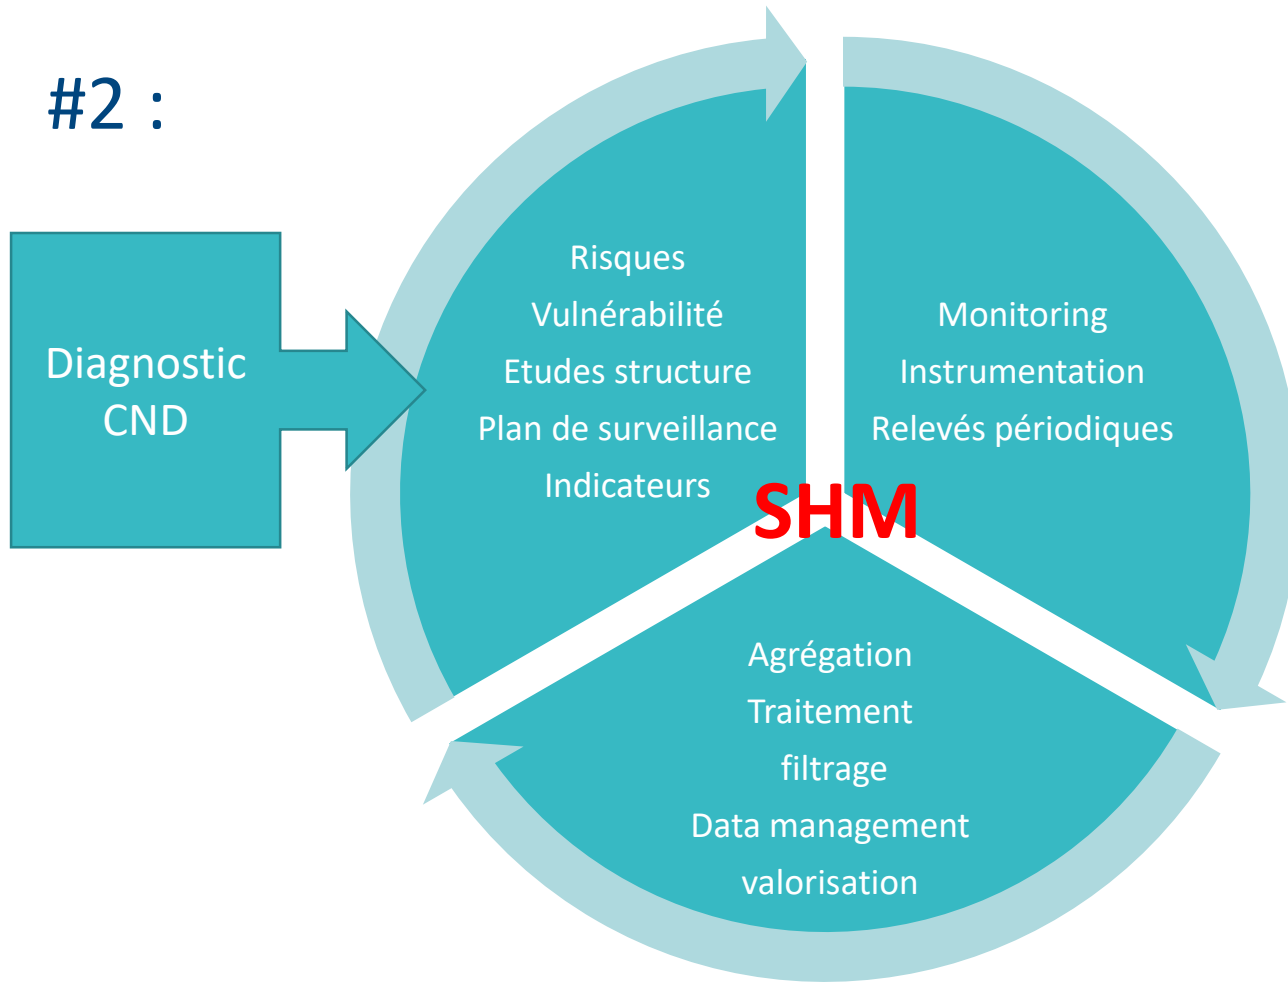 #2 :
Diagnostic
CND
Risques
Vulnérabilité
Etudes structure
Plan de surveillance
Indicateurs
Monitoring
Instrumentation
Relevés périodiques
SHM
Agrégation
Traitement
filtrage
Data management
valorisation